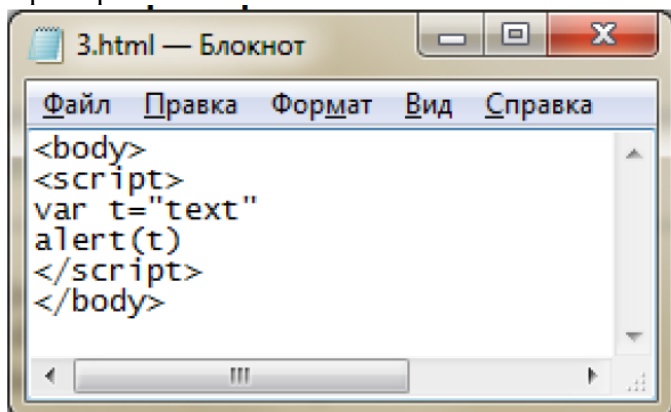 3.html — Блокнот
Файл Правка Формат Вид Справка
<body>
<script>
var t="text"
alert(t)
</script>
</body>